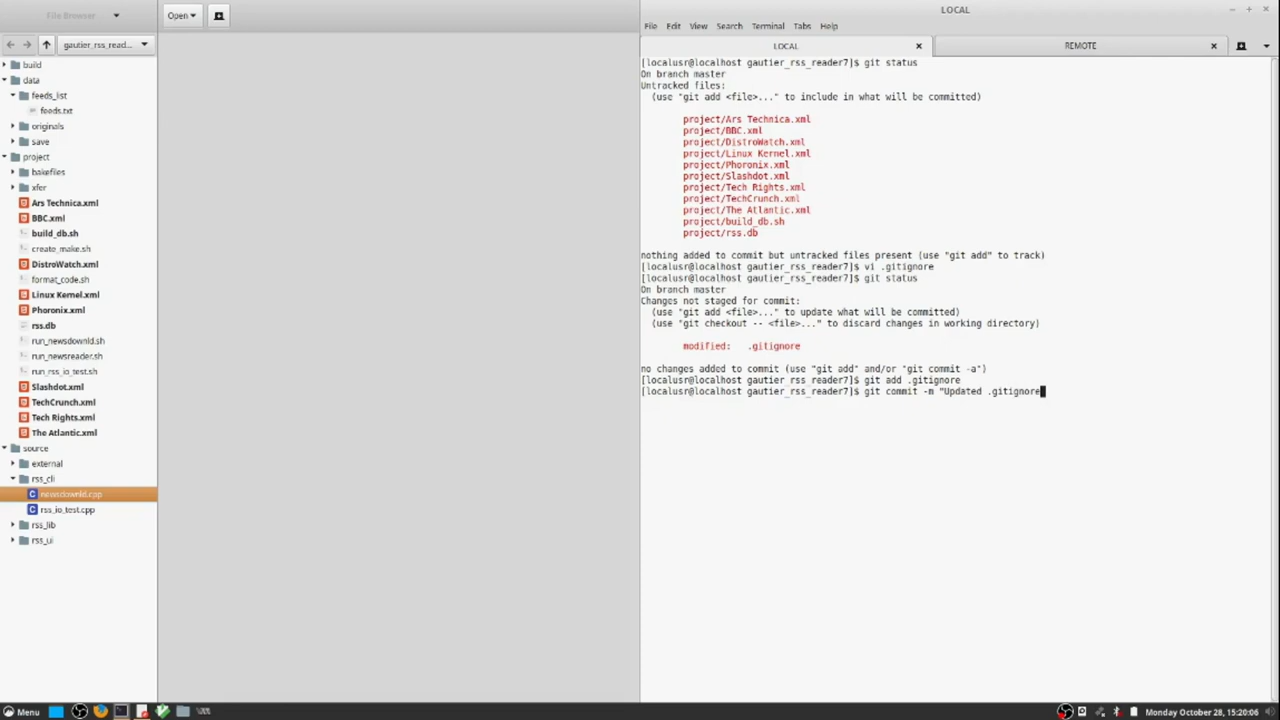 File Browser
Open
LOCAL
File Edit View Search Terminal Tabs Help
gautier_rss_read...
LOCAL
REMOTE
build
data
feeds_list
feeds.txt
originals
save
project
bakefiles
xfer
Ars Technica.xml
BBC.xml
build_db.sh
create_make.sh
DistroWatch.xml
format_code.sh
Linux Kernel.xml
Phoronix.xml
rss.db
run_newsdownld.sh
run_newsreader.sh
run_rss_io_test.sh
Slashdot.xml
TechCrunch.xml
Tech Rights.xml
The Atlantic.xml
source
external
rss_cli
newsdownld.cpp
rss_io_test.cpp
rss_lib
rss_ui
[localusr@localhost gautier_rss_reader7]$ git status
On branch master
Untracked files:
(use "git add <file>..." to include in what will be committed)
project/Ars Technica.xml
project/BBC.xml
project/DistroWatch.xml
project/Linux Kernel.xml
project/Phoronix.xml
project/Slashdot.xml
project/Tech Rights.xml
project/TechCrunch.xml
project/The Atlantic.xml
project/build_db.sh
project/rss.db
nothing added to commit but untracked files present (use "git add" to track)
[localusr@localhost gautier_rss_reader7]$ vi .gitignore
[localusr@localhost gautier_rss_reader7]$ git status
On branch master
Changes not staged for commit:
(use "git add <file>..." to update what will be committed)
(use "git checkout -- <file>..." to discard changes in working directory)
modified:   .gitignore
no changes added to commit (use "git add" and/or "git commit -a")
[localusr@localhost gautier_rss_reader7]$ git add .gitignore
[localusr@localhost gautier_rss_reader7]$ git commit -m "Updated .gitignore
Menu
Monday October 28, 15:20:06